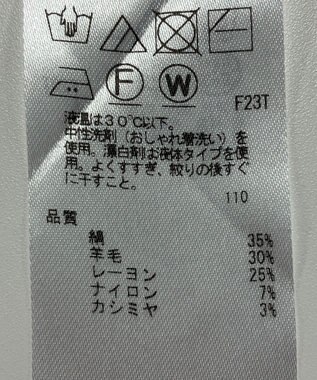 F
W
F23T
液温は30℃以下。
中性洗剤(おしゃれ着洗い)を
使用。漂白剤は液体タイプを使
用。よくすすぎ、絞りの後すぐ
に干すこと。
110
品質
絹 35%
羊毛 30%
レーヨン 25%
ナイロン 7%
カシミヤ 3%